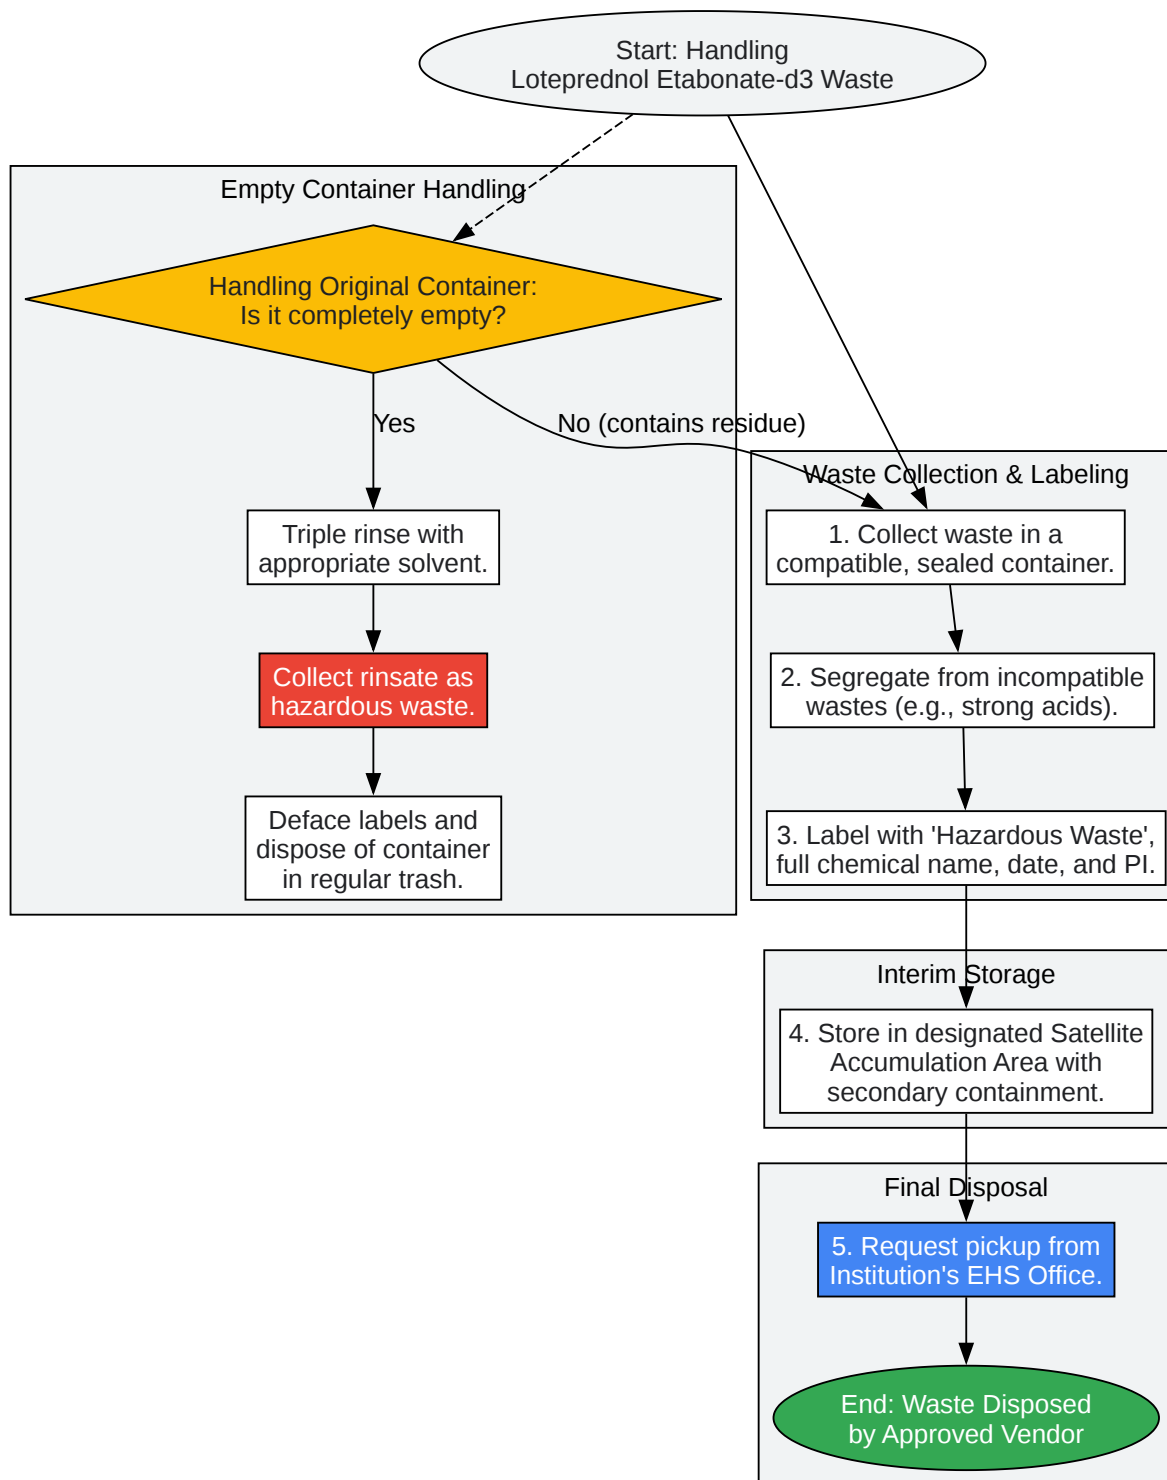 Start: Handling
Loteprednol Etabonate-d3 Waste
Empty Container Handling
Handling Original Container:
Is it completely empty?
Yes
No (contains residue)
Triple rinse with
appropriate solvent.
Collect rinsate as
hazardous waste.
Deface labels and
dispose of container
in regular trash.
Waste Collection & Labeling
1. Collect waste in a
compatible, sealed container.
2. Segregate from incompatible
wastes (e.g., strong acids).
3. Label with 'Hazardous Waste',
full chemical name, date, and PI.
Interim Storage
4. Store in designated Satellite
Accumulation Area with
secondary containment.
Final Disposal
5. Request pickup from
Institution's EHS Office.
End: Waste Disposed
by Approved Vendor